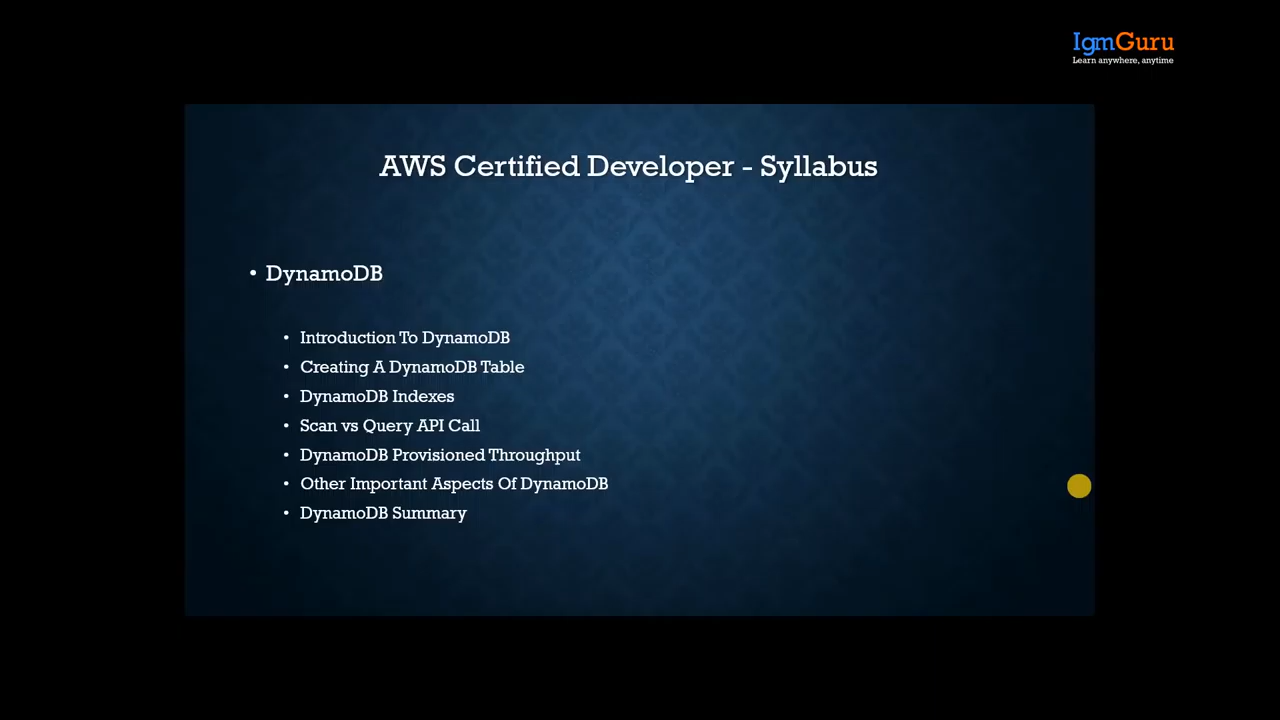 IgmGuru
Learn anywhere, anytime
AWS Certified Developer - Syllabus
• DynamoDB
• Introduction To DynamoDB
• Creating A DynamoDB Table
• DynamoDB Indexes
• Scan vs Query API Call
• DynamoDB Provisioned Throughput
• Other Important Aspects Of DynamoDB
• DynamoDB Summary